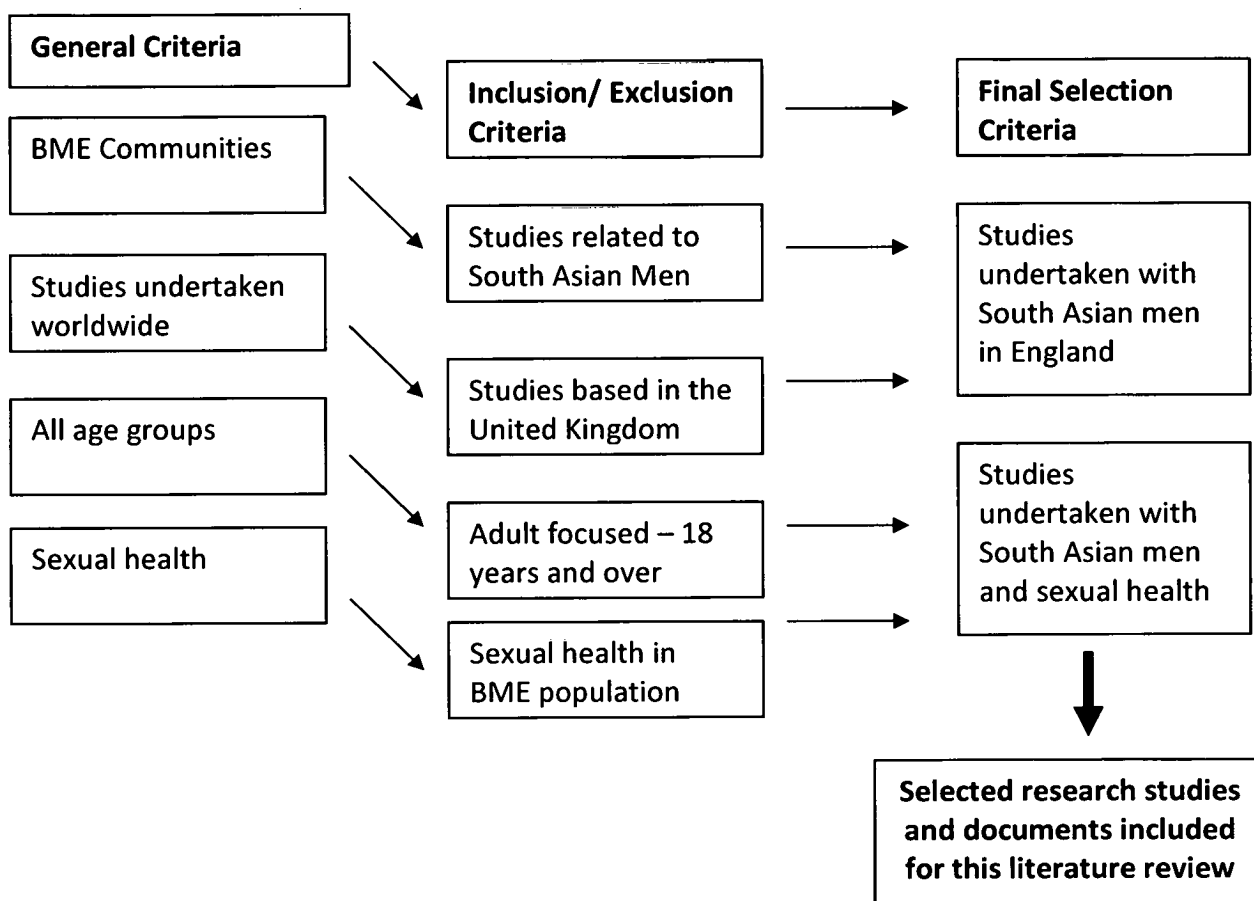 General Criteria
BME Communities
Studies undertaken
worldwide
All age groups
Sexual health
Inclusion/ Exclusion
Criteria
Studies related to
South Asian Men
Studies based in the
United Kingdom
Adult focused – 18
years and over
Sexual health in
BME population
Final Selection
Criteria
Studies
undertaken with
South Asian men
in England
Studies
undertaken with
South Asian men
and sexual health
Selected research studies
and documents included
for this literature review